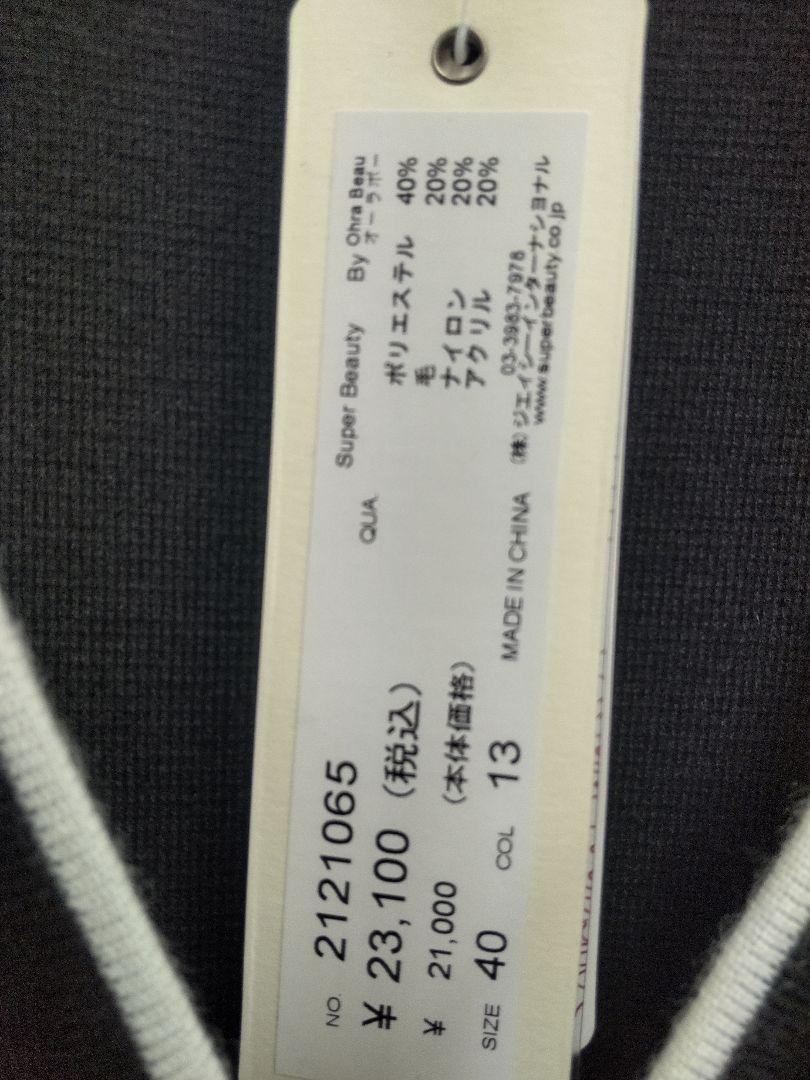 NO. 2121065
¥ 23,100 (税込)
¥ 21,000 (本体価格)
SIZE 40 COL 13
Super Beauty By Ohra Beau
オーラボー
QUA
ポリエステル 40%
毛 20%
ナイロン 20%
アクリル 20%
03-3983-7978
MADE IN CHINA (株)ジェイシーインターナショナル
www.superbeauty.co.jp